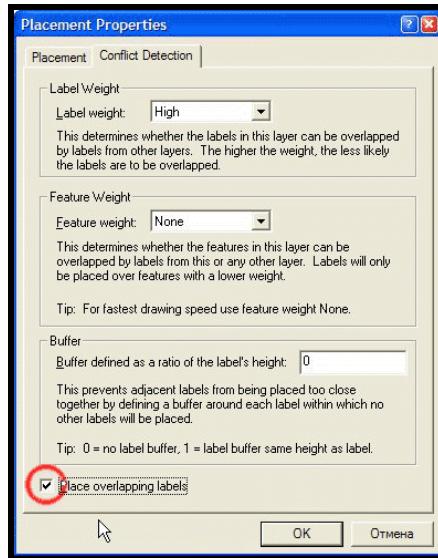 Placement Properties
Placement Conflict Detection
Label Weight
Label weight: High
This determines whether the labels in this layer can be overlapped
by labels from other layers. The higher the weight, the less likely
the labels are to be overlapped.
Feature Weight
Feature weight: None
This determines whether the features in this layer can be
overlapped by labels from this or any other layer. Labels will only
be placed over features with a lower weight.
Tip: For fastest drawing speed use feature weight None.
Buffer
Buffer defined as a ratio of the label's height: 0
This prevents adjacent labels from being placed too close
together by defining a buffer around each label within which no
other labels will be placed.
Tip: 0 = no label buffer, 1 = label buffer same height as label.
Place overlapping labels
OK Отмена